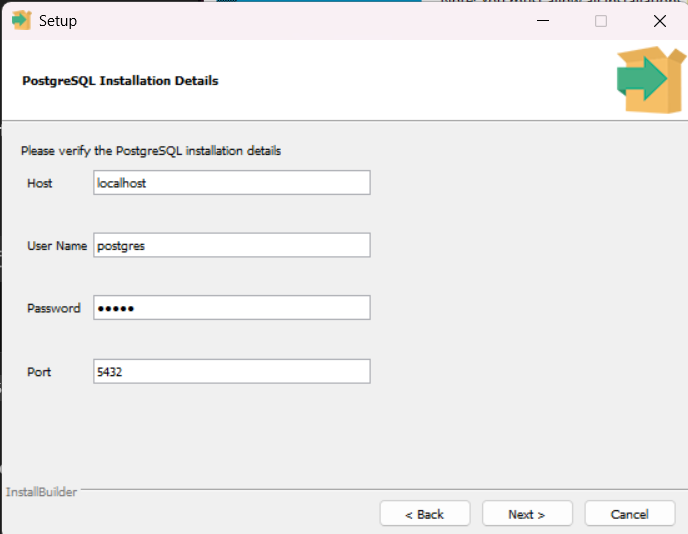 Setup
PostgreSQL Installation Details
Please verify the PostgreSQL installation details
Host localhost
User Name postgres
Password •••••
Port 5432
InstallBuilder
< Back Next > Cancel